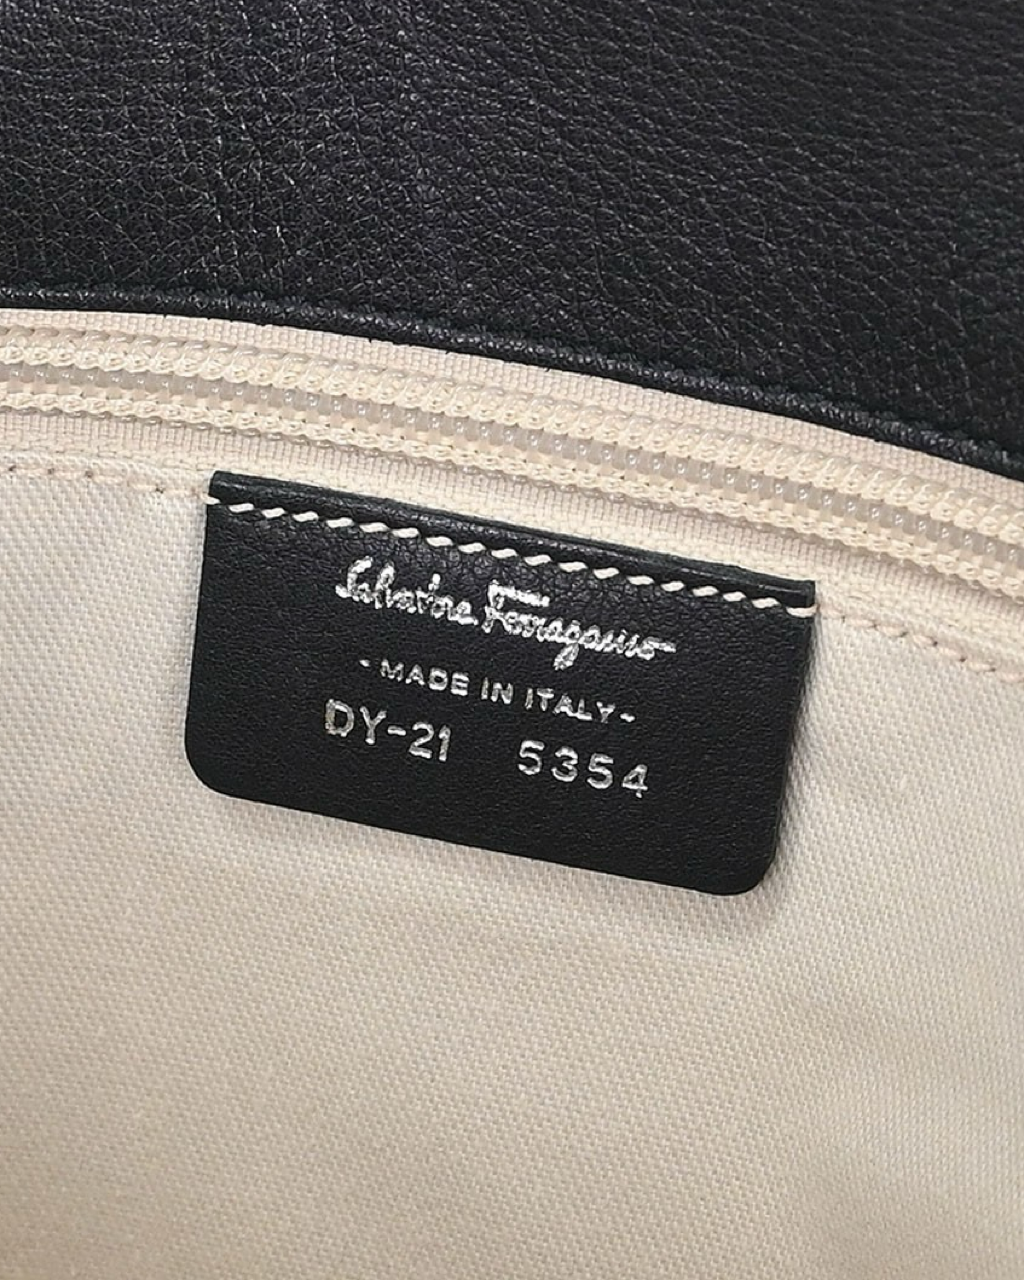 Salvatore Ferragamo
- MADE IN ITALY -
DY-21 5354